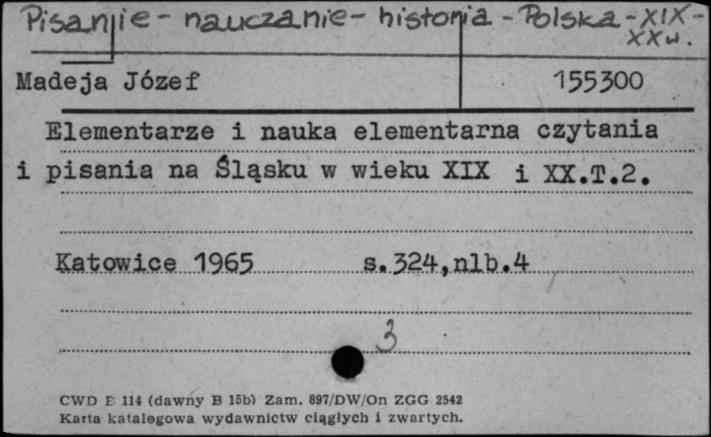 Pisanie - nauczanie - historia - Polska - XIX -
XX w.
Madeja Józef 155300
Elementarze i nauka elementarna czytania
i pisania na Śląsku w wieku XIX i XX.T.2.
Katowice 1965 s.324,nlb.4
3
CWD E 114 (dawny B 15b) Zam. 897/DW/On ZGG 2542
Karta katalogowa wydawnictw ciągłych i zwartych.